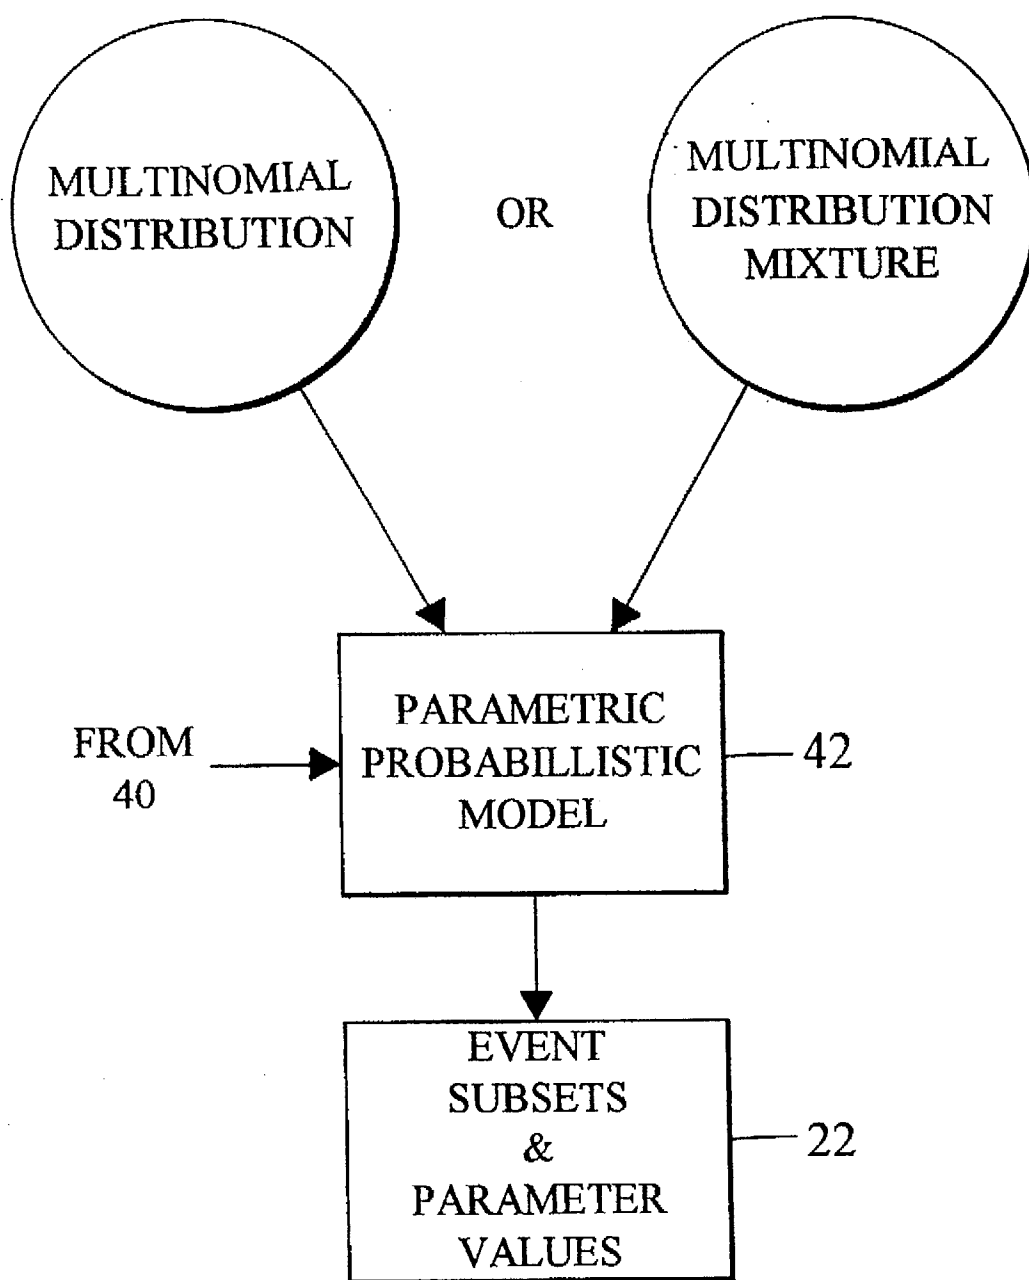 MULTINOMIAL
DISTRIBUTION
OR
MULTINOMIAL
DISTRIBUTION
MIXTURE
FROM
40
PARAMETRIC
PROBABILLISTIC
MODEL
42
EVENT
SUBSETS
&
PARAMETER
VALUES
22